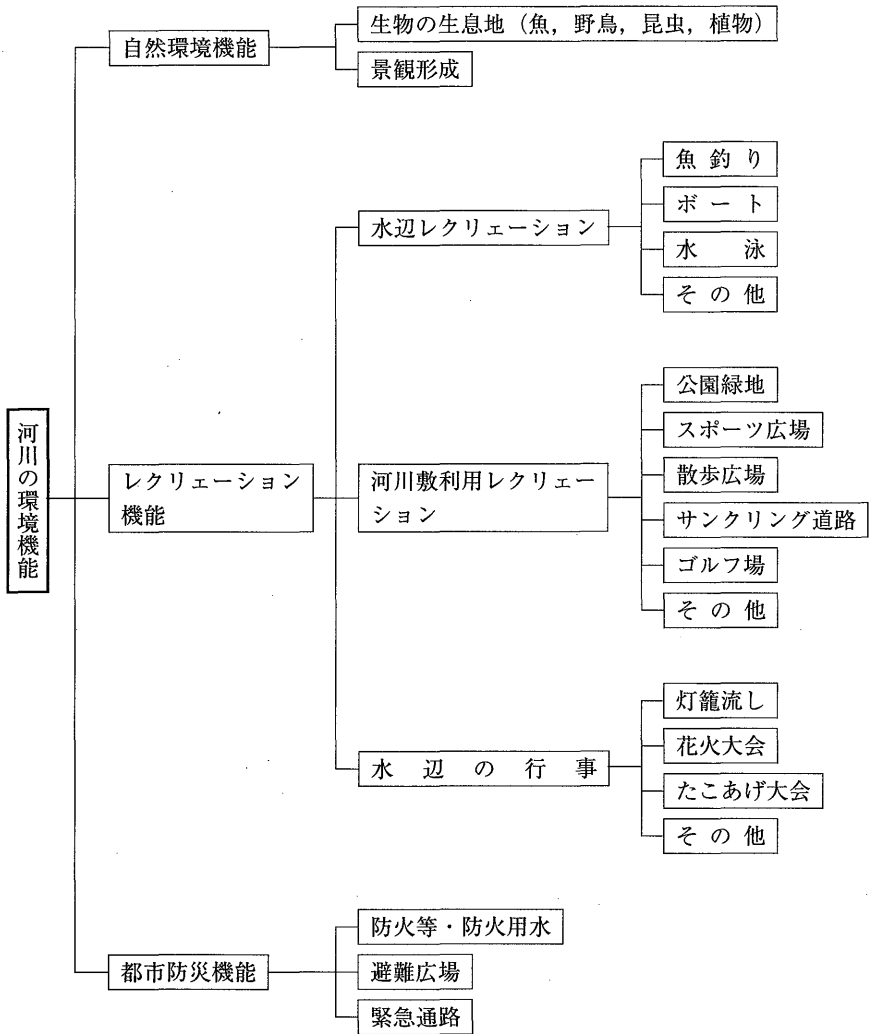 河川の環境機能
自然環境機能
生物の生息地（魚，野鳥，昆虫，植物）
景観形成
レクリェーション
機能
水辺レクリェーション
魚釣り
ボート
水泳
その他
河川敷利用レクリェー
ション
公園緑地
スポーツ広場
散歩広場
サンクリング道路
ゴルフ場
その他
水辺の行事
灯籠流し
花火大会
たこあげ大会
その他
都市防災機能
防火等・防火用水
避難広場
緊急通路